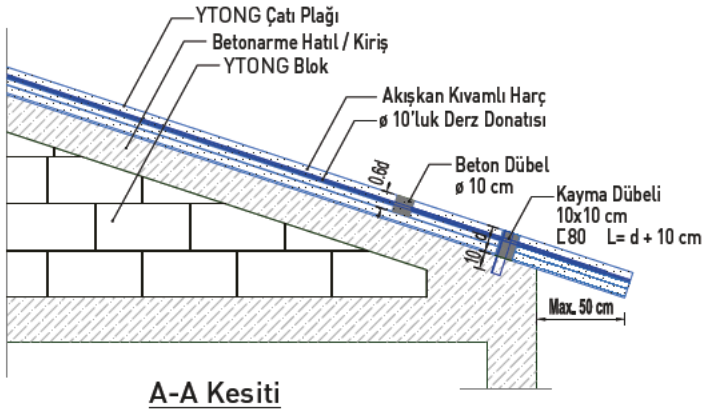 YTONG Çatı Plağı
Betonarme Hatıl / Kiriş
YTONG Blok
Akışkan Kıvamlı Harç
ø 10'luk Derz Donatısı
0.6d
Beton Dübel
ø 10 cm
Kayma Dübeli
10x10 cm
[80 L= d + 10 cm
d
10
Max. 50 cm
A-A Kesiti